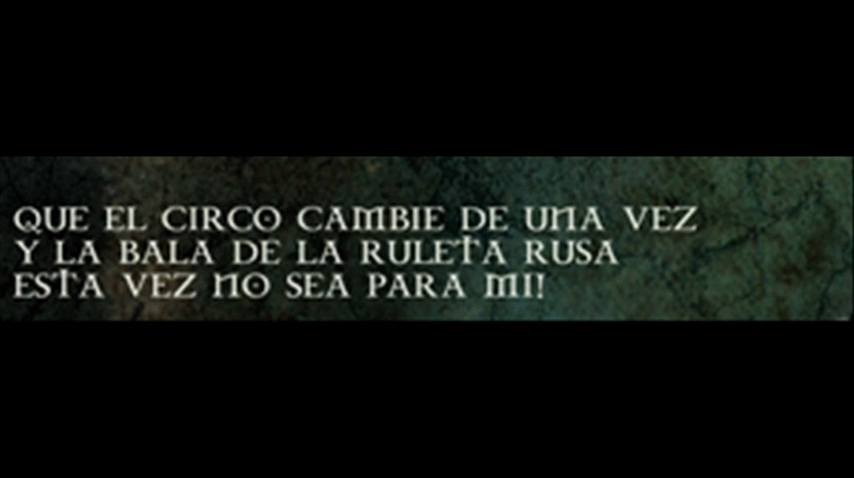 QUE EL CIRCO CAMBIE DE UNA VEZ
Y LA BALA DE LA RULETA RUSA
ESTA VEZ NO SEA PARA MI!